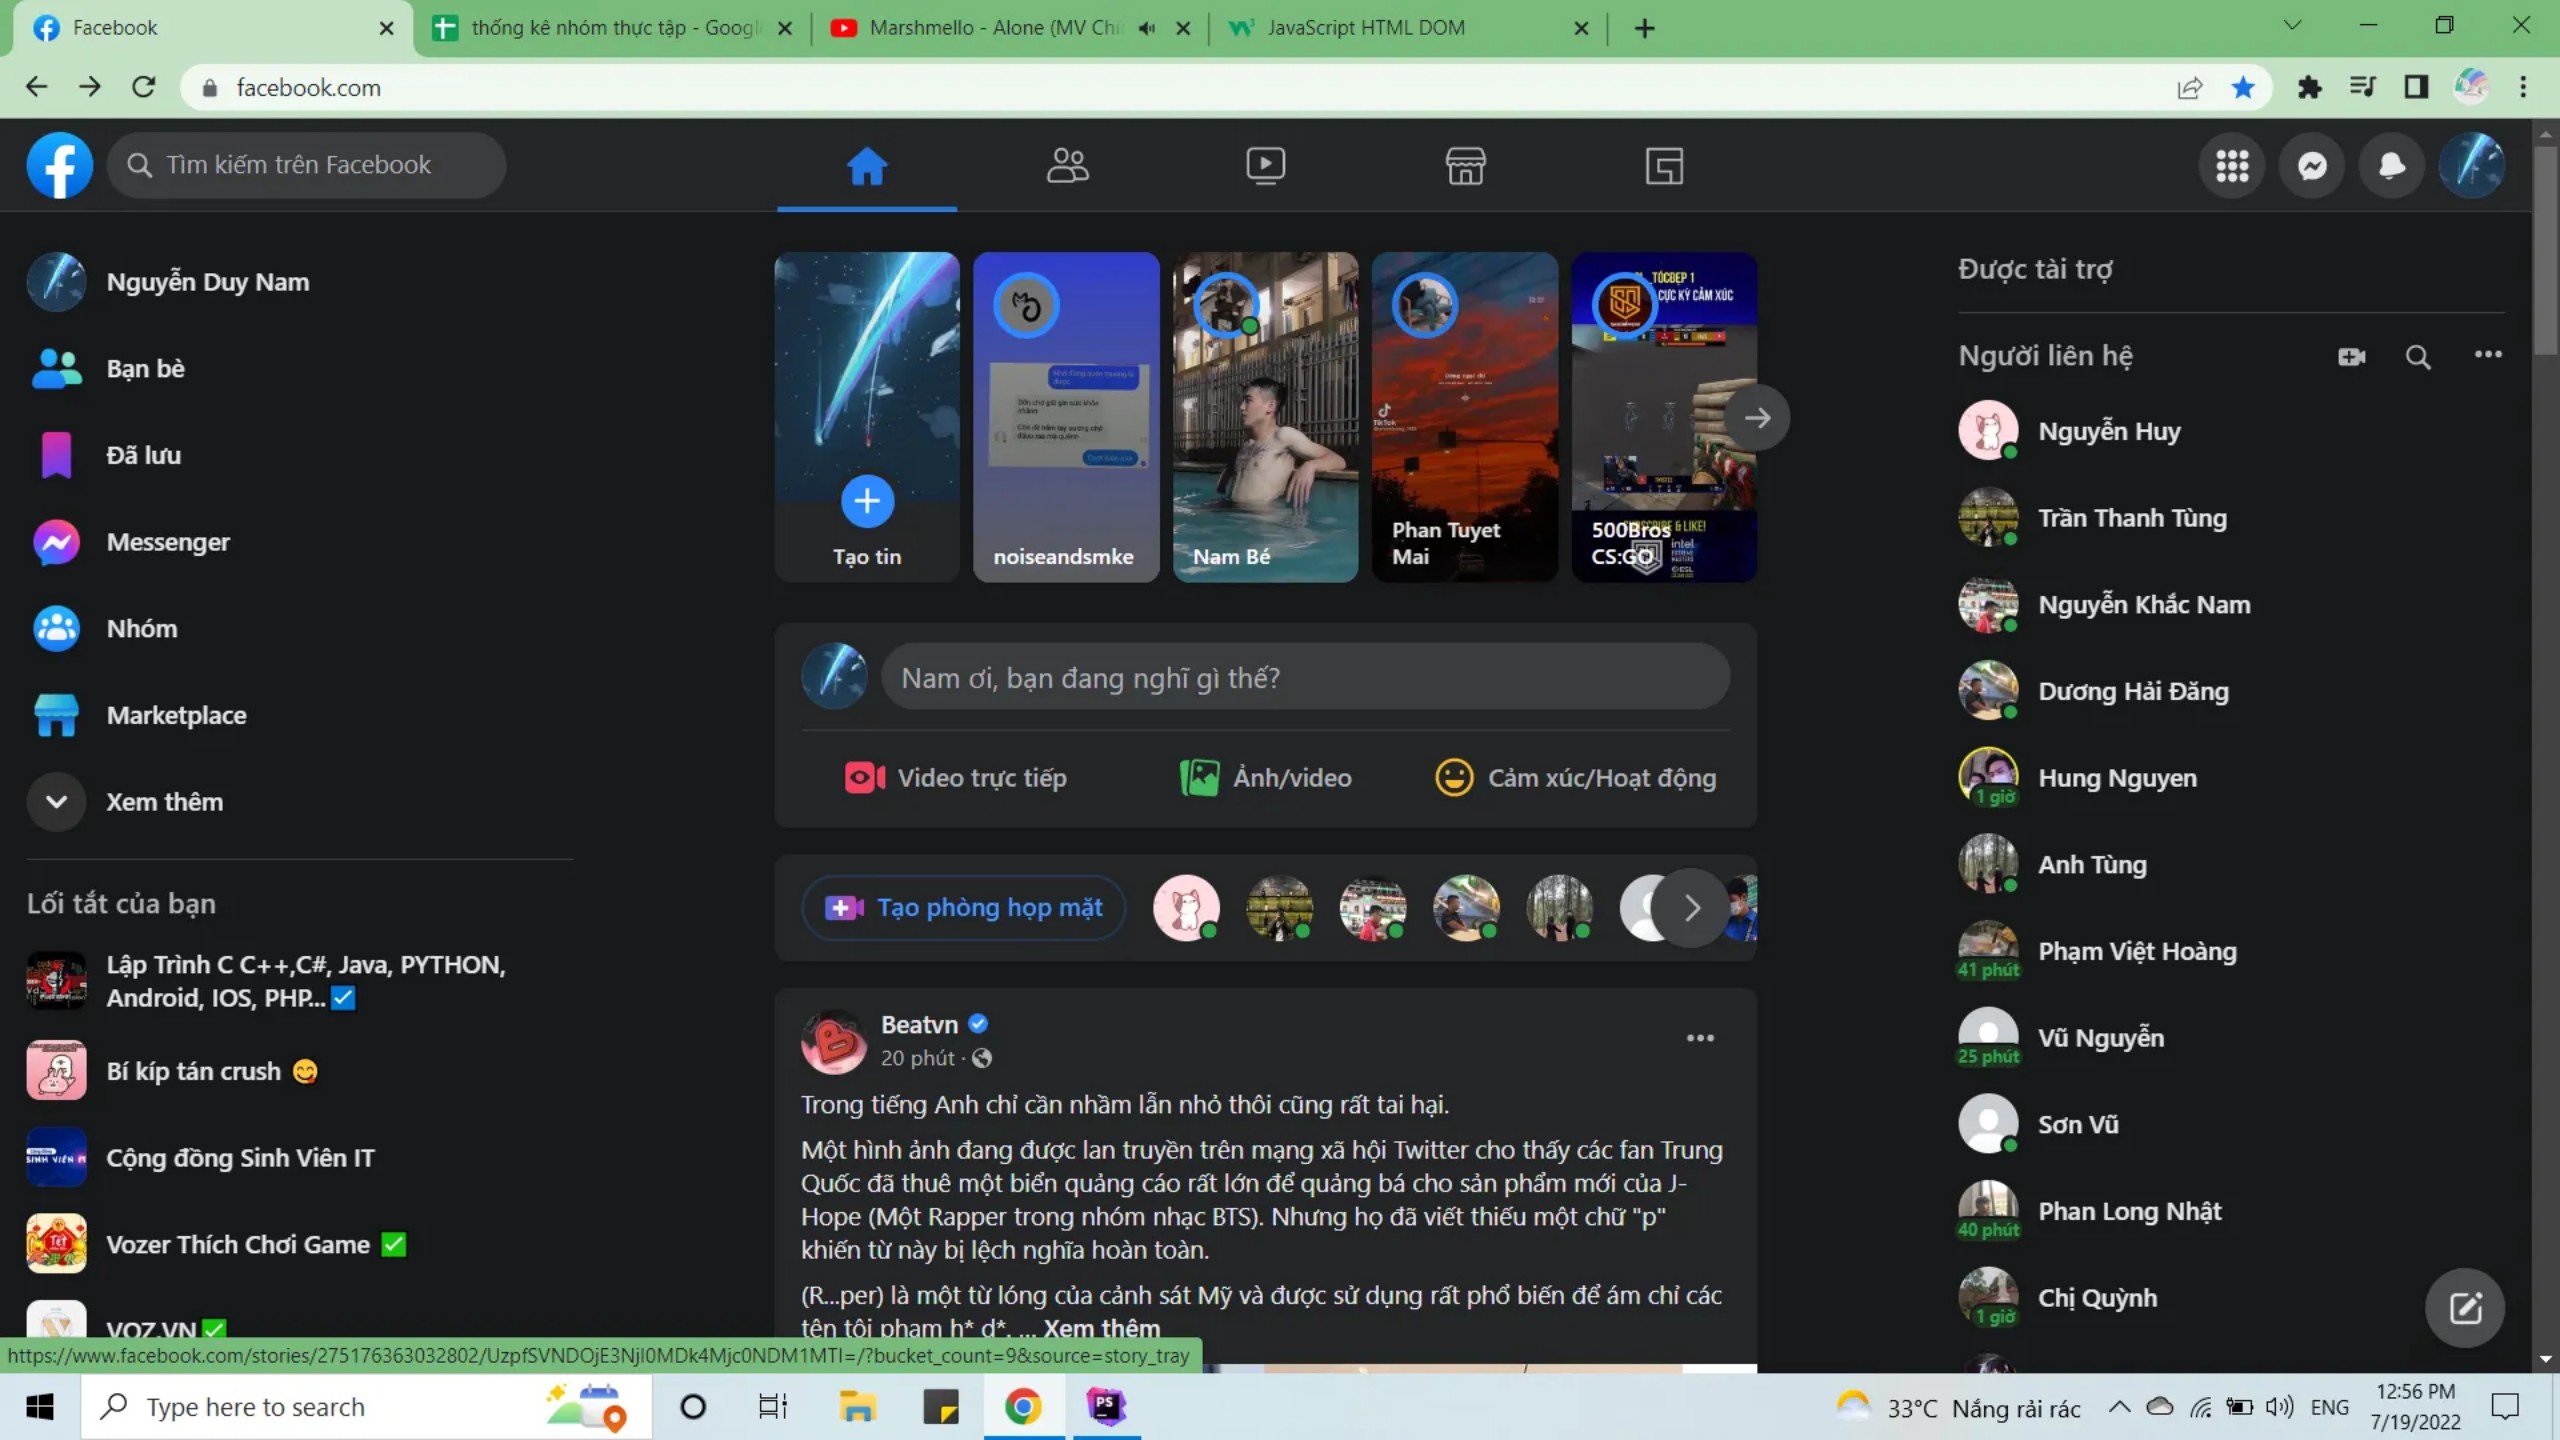 Facebook
thống kê nhóm thực tập - Googl
Marshmello - Alone (MV Chí
JavaScript HTML DOM
facebook.com
Tìm kiếm trên Facebook
Nguyễn Duy Nam
Bạn bè
Đã lưu
Messenger
Nhóm
Marketplace
Xem thêm
Lối tắt của bạn
Lập Trình C C++,C#, Java, PYTHON,
Android, IOS, PHP...
Bí kíp tán crush 😋
Cộng đồng Sinh Viên IT
Vozer Thích Chơi Game ✅
VOZ.VN✅
Tạo tin
noiseandsmke
Nam Bé
TikTok
Phan Tuyet
Mai
TÓCĐẸP 1
CỰC KỲ CẢM XÚC
& LIKE!
500Bros
CS:GO
intel
ESL
Nam ơi, bạn đang nghĩ gì thế?
Video trực tiếp
Ảnh/video
Cảm xúc/Hoạt động
Tạo phòng họp mặt
Beatvn
20 phút ·
Trong tiếng Anh chỉ cần nhầm lẫn nhỏ thôi cũng rất tai hại.
Một hình ảnh đang được lan truyền trên mạng xã hội Twitter cho thấy các fan Trung
Quốc đã thuê một biển quảng cáo rất lớn để quảng bá cho sản phẩm mới của J-
Hope (Một Rapper trong nhóm nhạc BTS). Nhưng họ đã viết thiếu một chữ "p"
khiến từ này bị lệch nghĩa hoàn toàn.
(R...per) là một từ lóng của cảnh sát Mỹ và được sử dụng rất phổ biến để ám chỉ các
tên tội phạm h* d*. ... Xem thêm
Được tài trợ
Người liên hệ
Nguyễn Huy
Trần Thanh Tùng
Nguyễn Khắc Nam
Dương Hải Đăng
Hung Nguyen
1 giờ
Anh Tùng
Phạm Việt Hoàng
41 phút
Vũ Nguyễn
25 phút
Sơn Vũ
Phan Long Nhật
40 phút
Chị Quỳnh
1 giờ
https://www.facebook.com/stories/275176363032802/UzpfSVNDOjE3NjI0MDk4Mjc0NDM1MTI=/?bucket_count=9&source=story_tray
Type here to search
PS
33°C Nắng rải rác
ENG
12:56 PM
7/19/2022